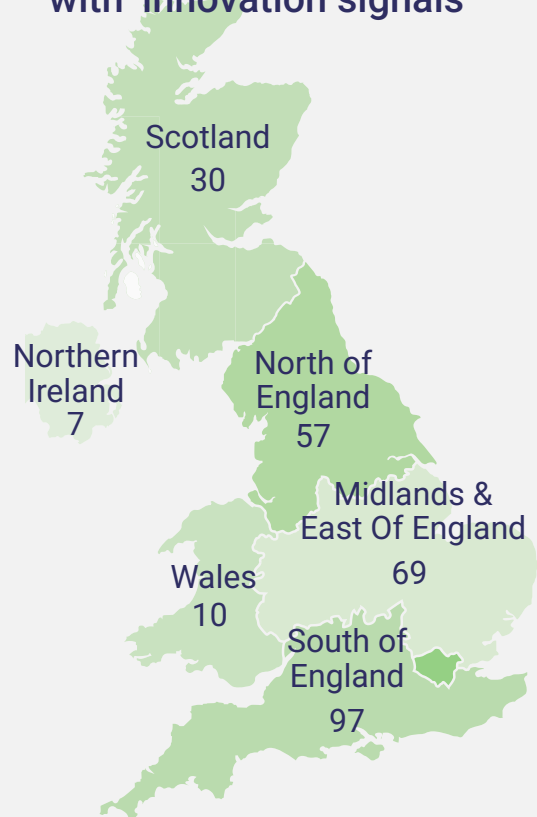 with 'innovation signals'
Scotland
30
Northern
Ireland
7
North of
England
57
Midlands &
East Of England
69
Wales
10
South of
England
97